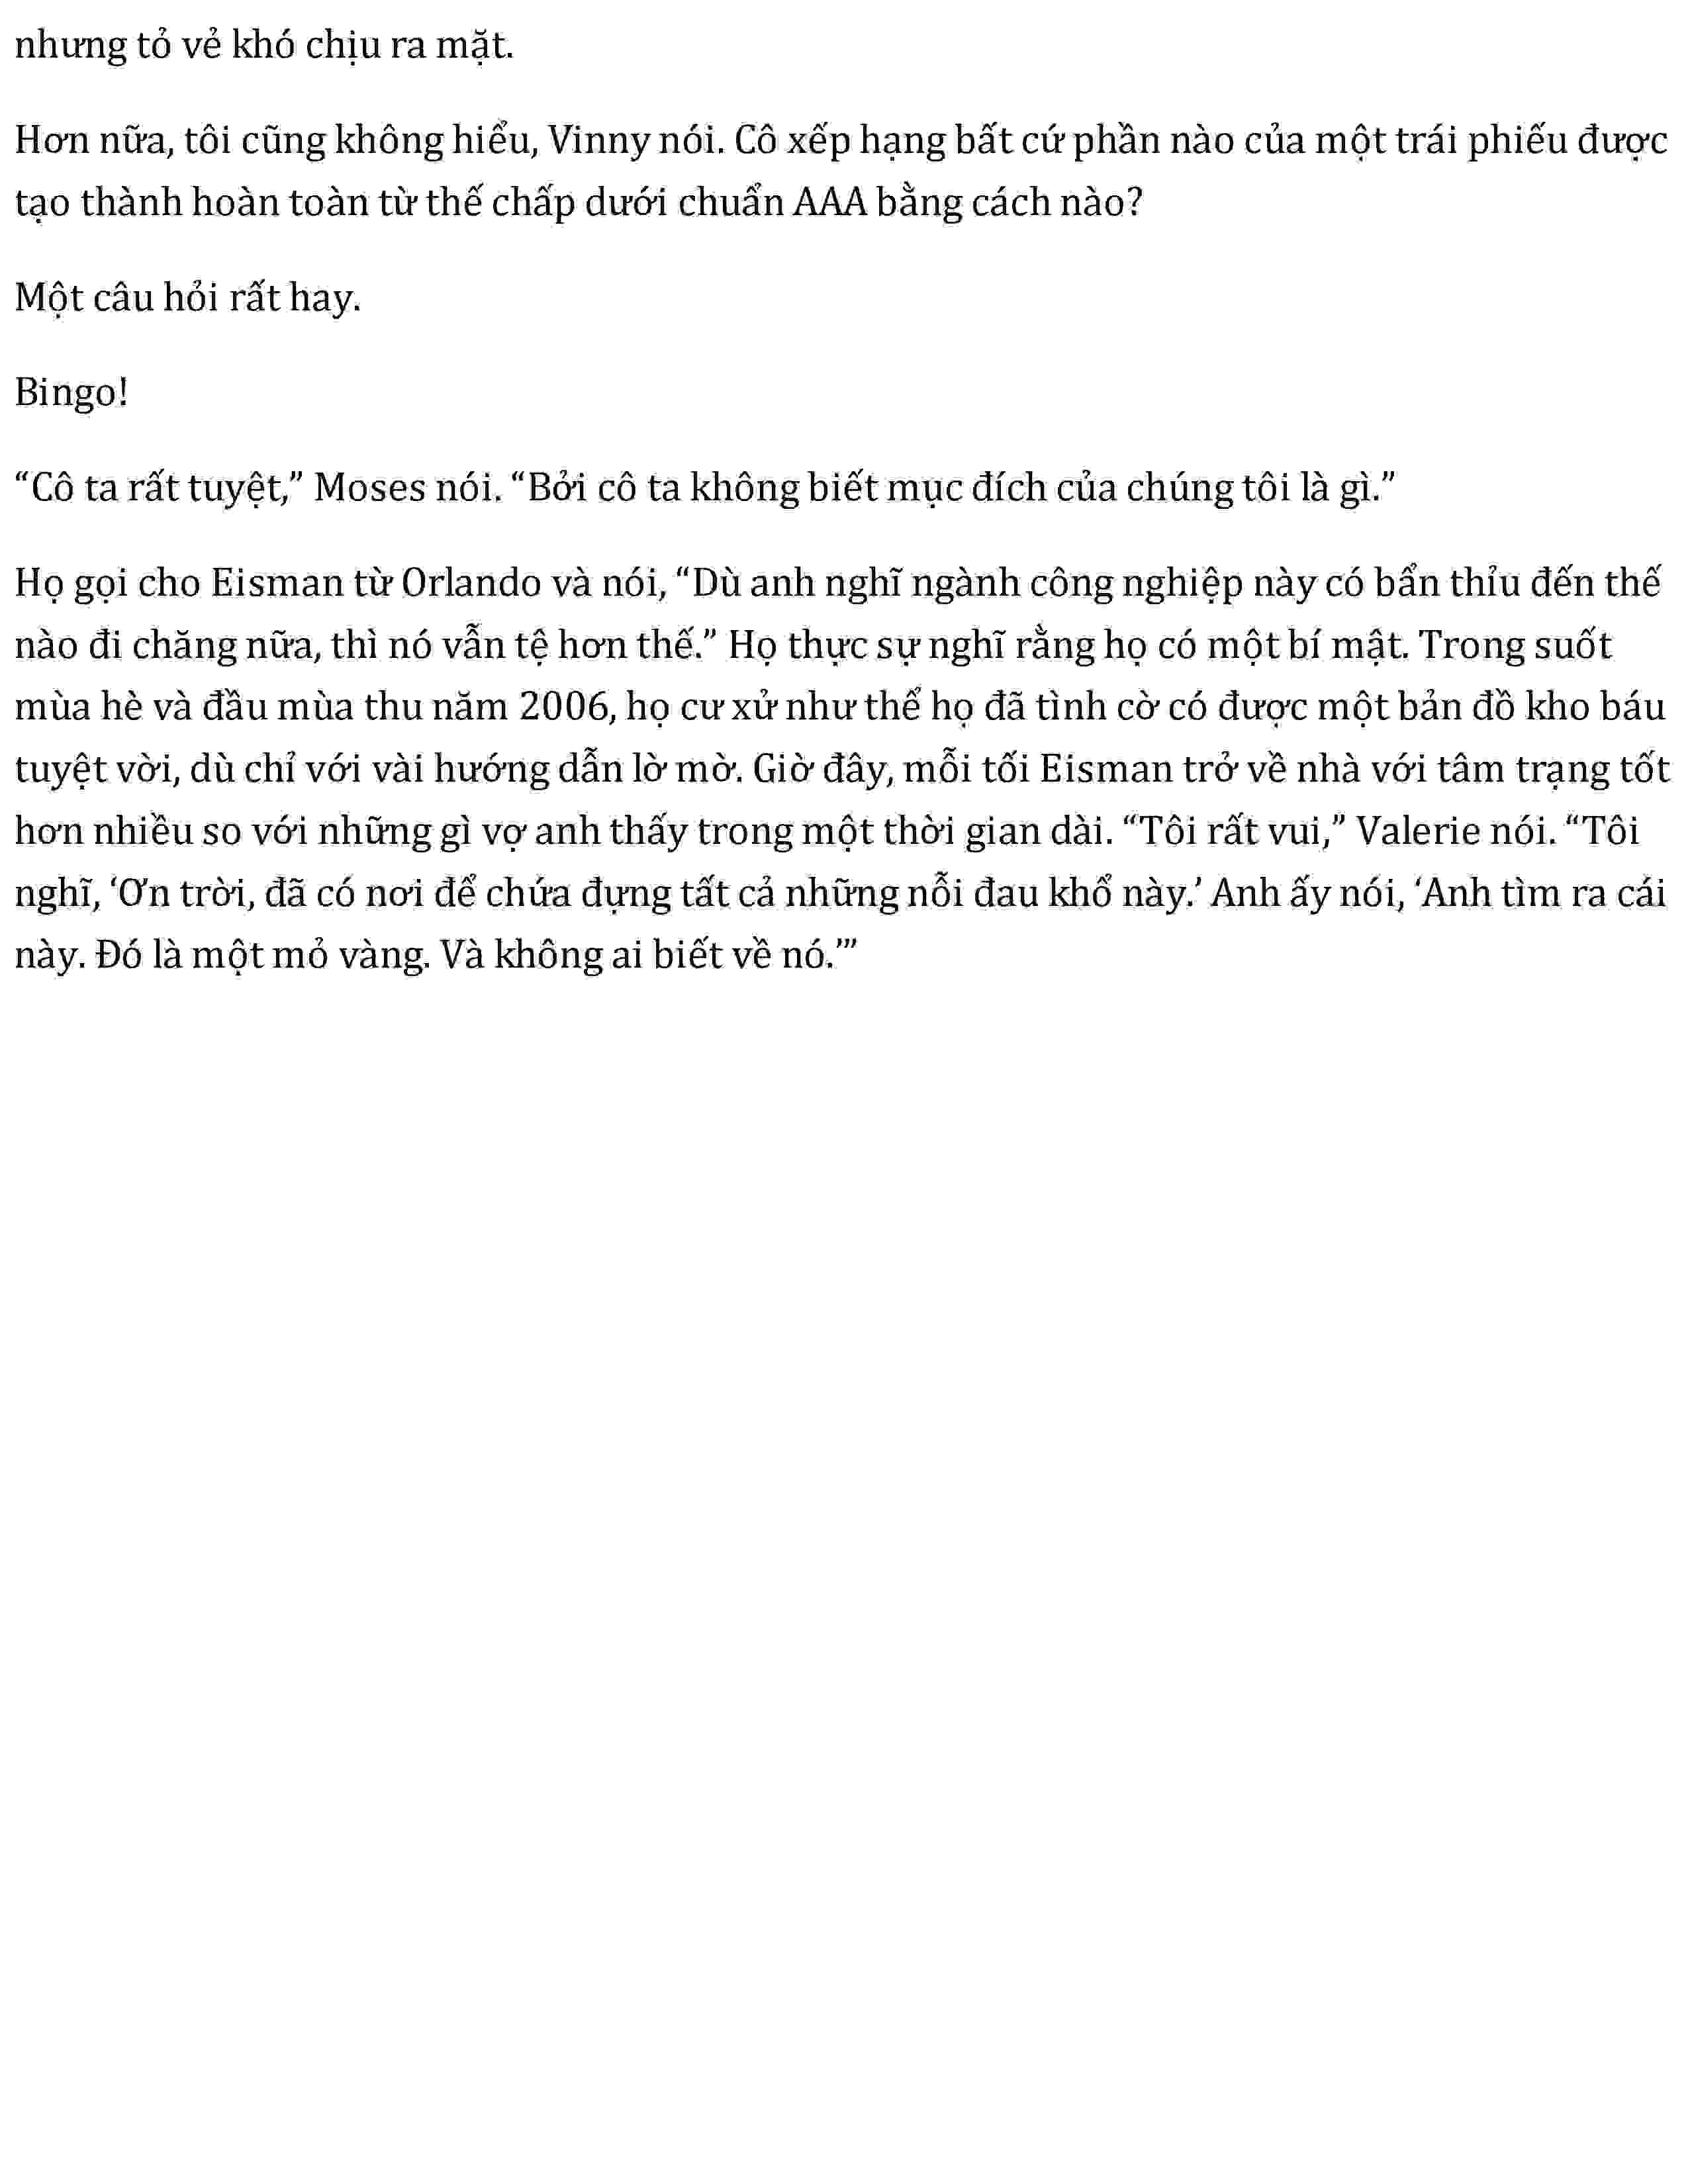 nhưng tỏ vẻ khó chịu ra mặt.
Hơn nữa, tôi cũng không hiểu, Vinny nói. Cô xếp hạng bất cứ phần nào của một trái phiếu được
tạo thành hoàn toàn từ thế chấp dưới chuẩn AAA bằng cách nào?
Một câu hỏi rất hay.
Bingo!
“Cô ta rất tuyệt,” Moses nói. “Bởi cô ta không biết mục đích của chúng tôi là gì.”
Họ gọi cho Eisman từ Orlando và nói, “Dù anh nghĩ ngành công nghiệp này có bẩn thỉu đến thế
nào đi chăng nữa, thì nó vẫn tệ hơn thế.” Họ thực sự nghĩ rằng họ có một bí mật. Trong suốt
mùa hè và đầu mùa thu năm 2006, họ cư xử như thể họ đã tình cờ có được một bản đồ kho báu
tuyệt vời, dù chỉ với vài hướng dẫn lờ mờ. Giờ đây, mỗi tối Eisman trở về nhà với tâm trạng tốt
hơn nhiều so với những gì vợ anh thấy trong một thời gian dài. “Tôi rất vui,” Valerie nói. “Tôi
nghĩ, ‘Ơn trời, đã có nơi để chứa đựng tất cả những nỗi đau khổ này.’ Anh ấy nói, ‘Anh tìm ra cái
này. Đó là một mỏ vàng. Và không ai biết về nó.’”